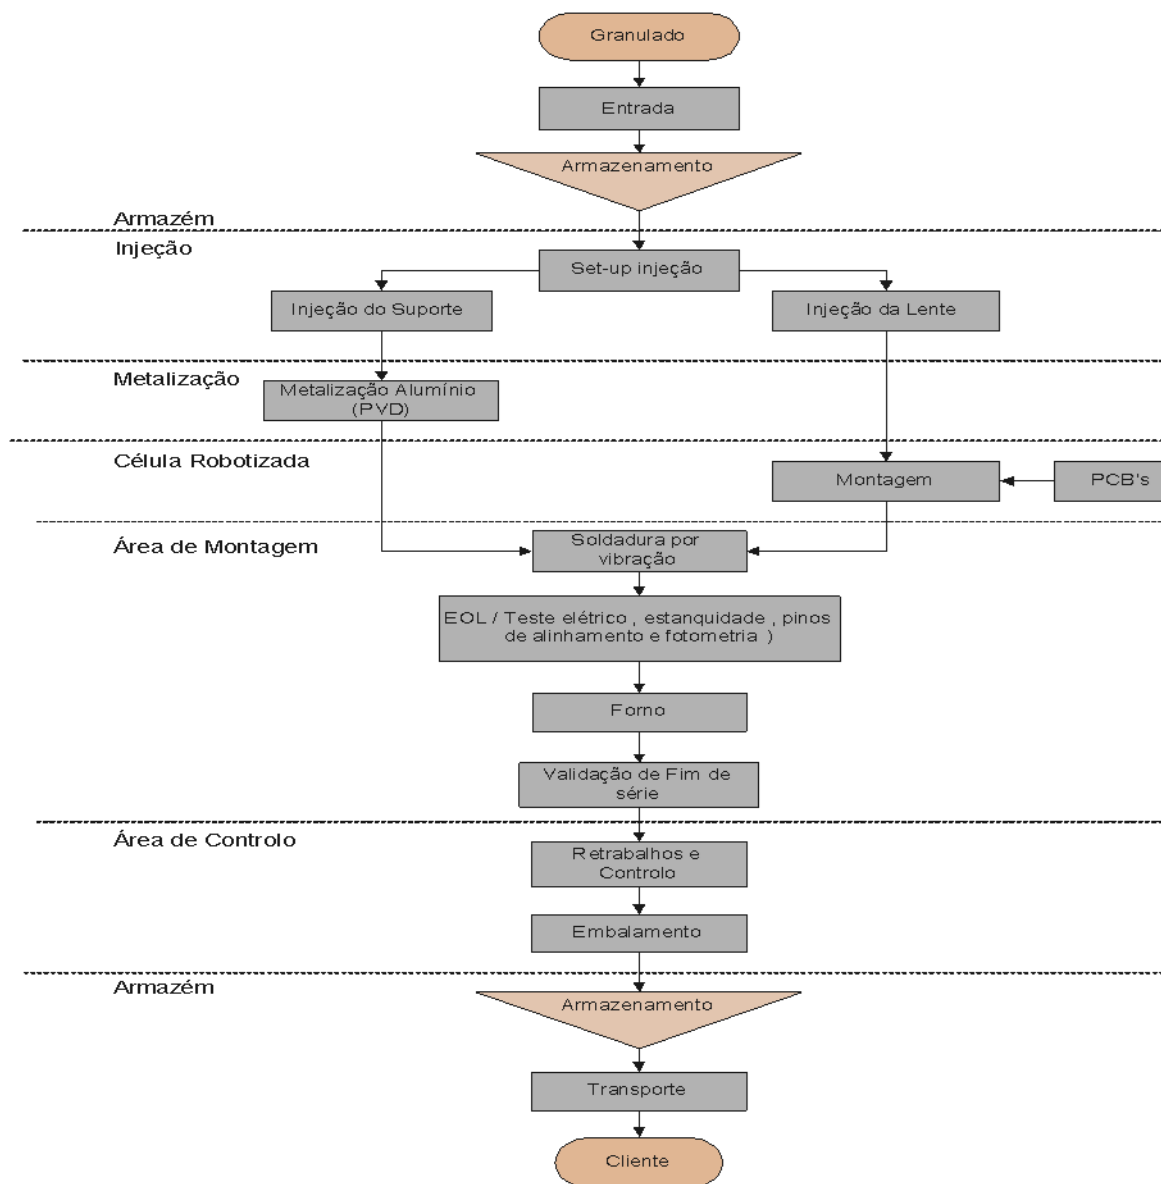 Granulado
Entrada
Armazenamento
Armazém
Injeção
Set-up injeção
Injeção do Suporte
Injeção da Lente
Metalização
Metalização Alumínio
(PVD)
Célula Robotizada
Montagem
PCB's
Área de Montagem
Soldadura por
vibração
EOL / Teste elétrico , estanquidade , pinos
de alinhamento e fotometria )
Forno
Validação de Fim de
série
Área de Controlo
Retrabalhos e
Controlo
Embalamento
Armazém
Armazenamento
Transporte
Cliente